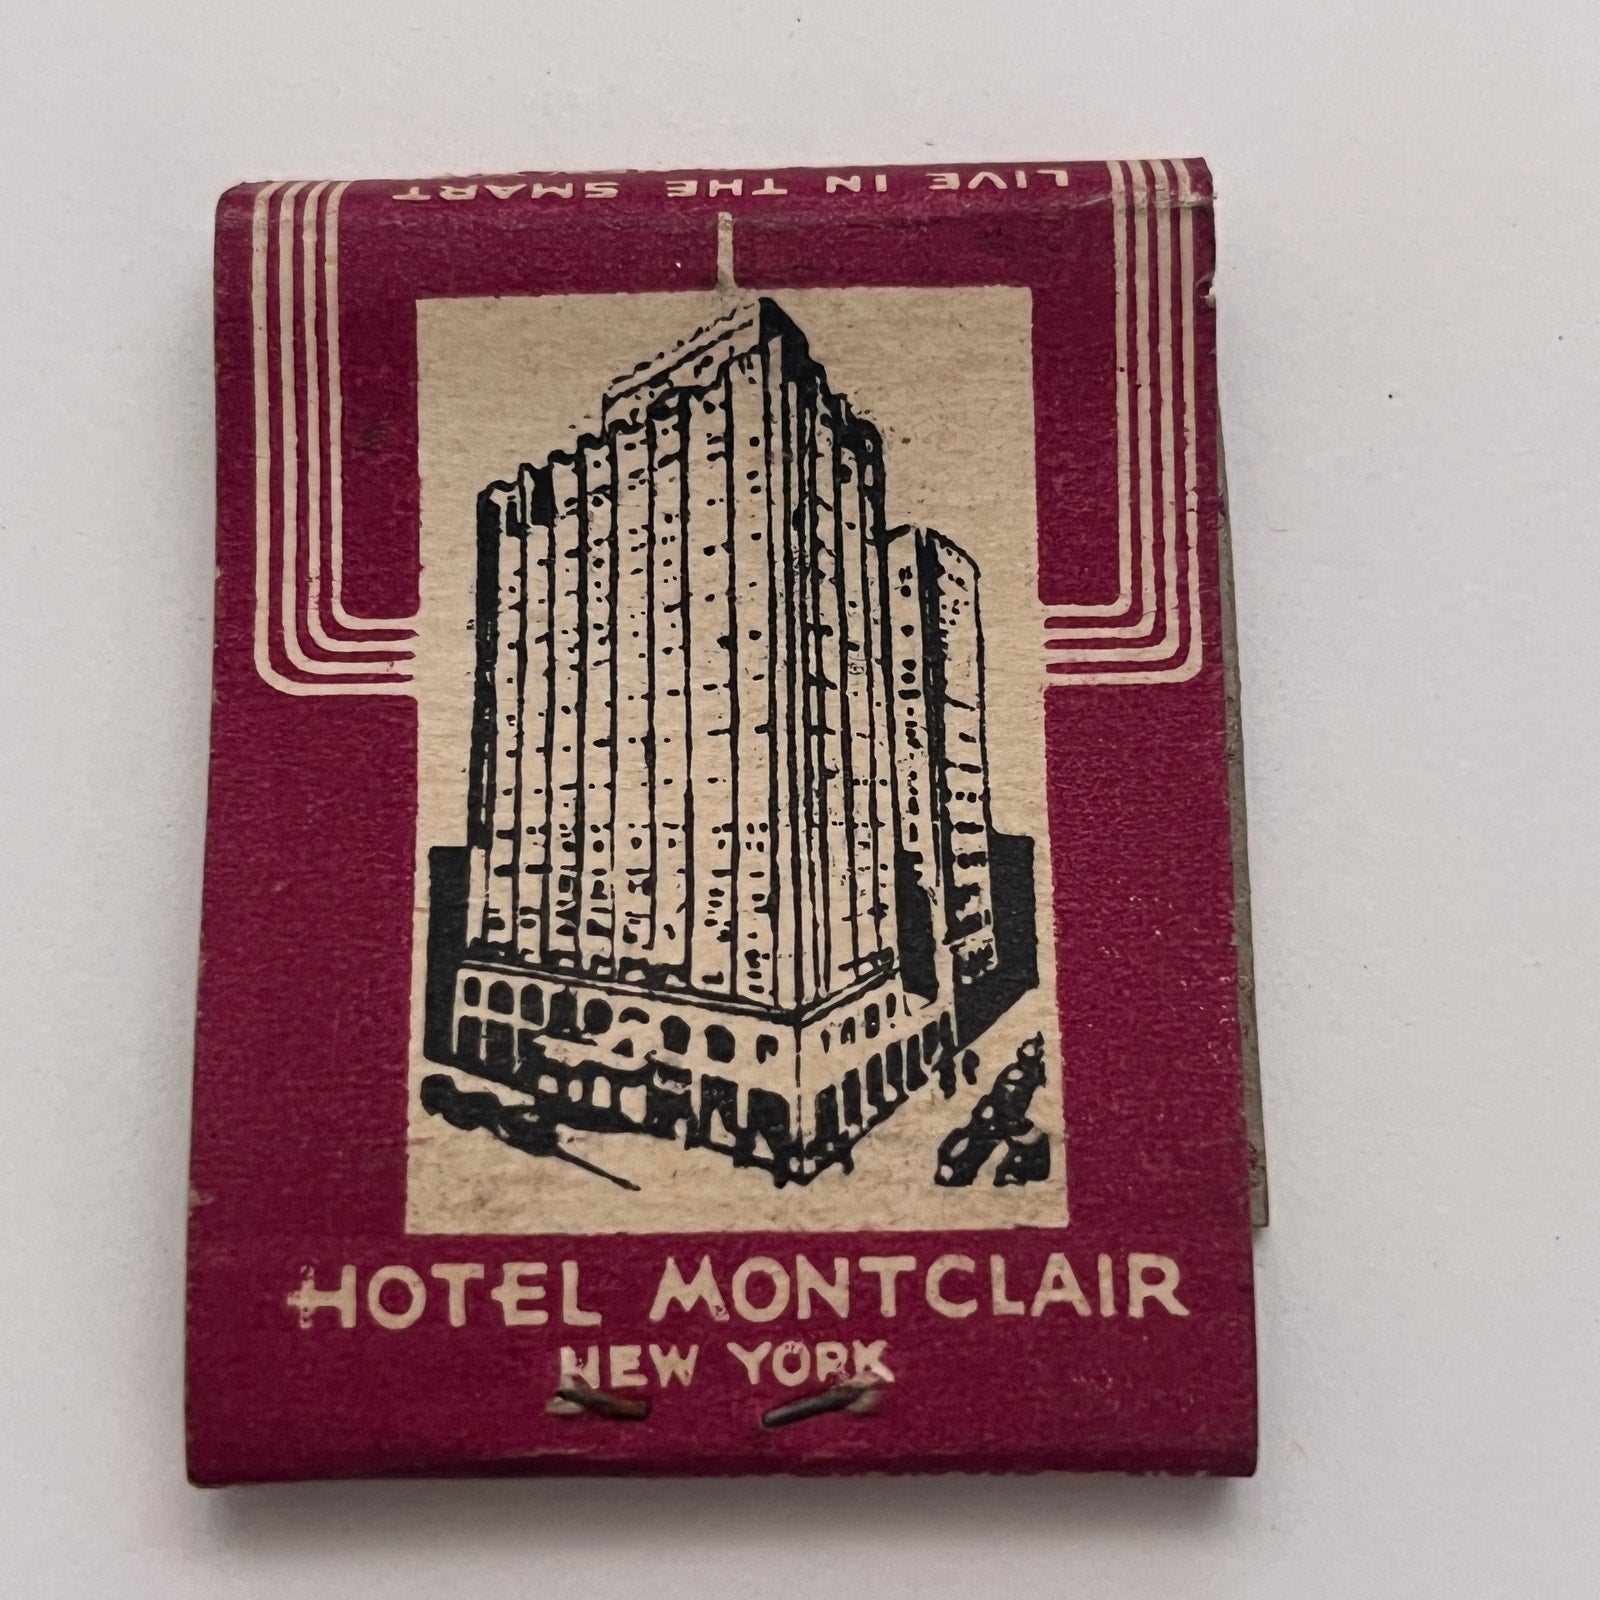 LIVE IN THE SMART
HOTEL MONTCLAIR
NEW YORK